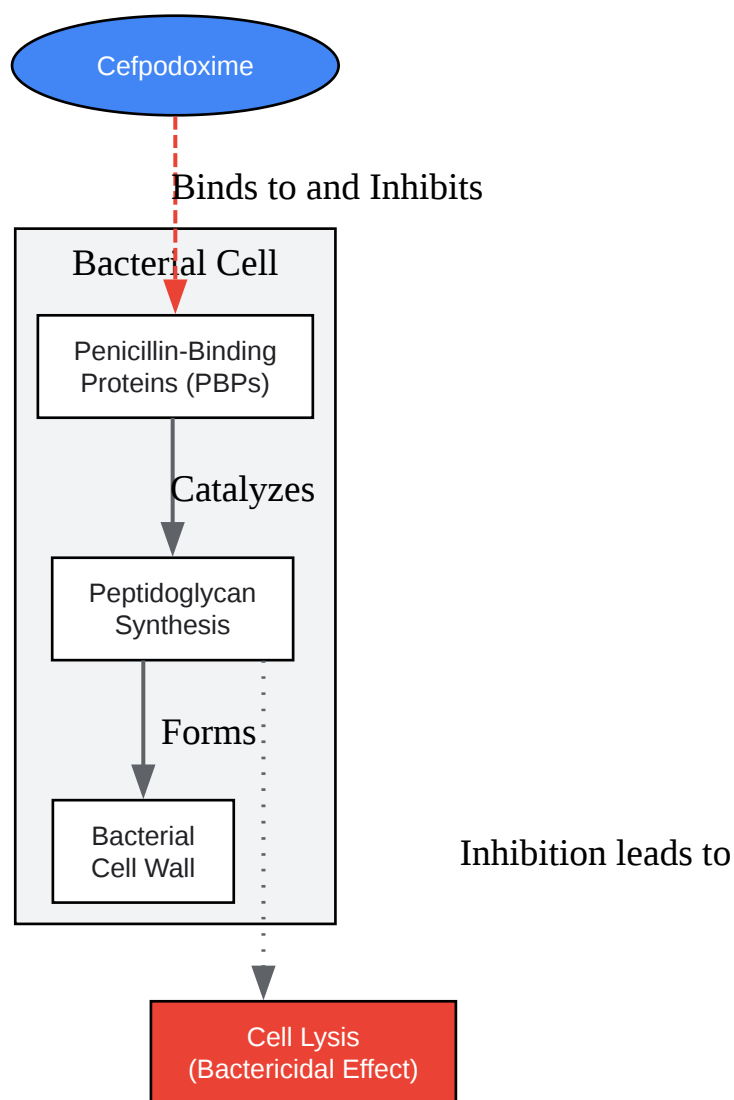 Cefpodoxime
Binds to and Inhibits
Bacterial Cell
Penicillin-Binding
Proteins (PBPs)
Catalyzes
Peptidoglycan
Synthesis
Forms
Bacterial
Cell Wall
Inhibition leads to
Cell Lysis
(Bactericidal Effect)